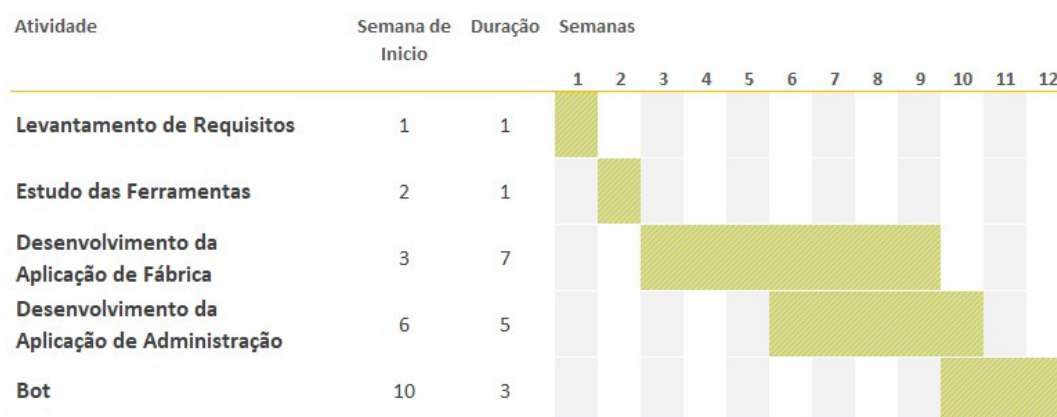 Atividade Semana de Duração Semanas
Inicio
1 2 3 4 5 6 7 8 9 10 11 12
Levantamento de Requisitos 1 1
Estudo das Ferramentas 2 1
Desenvolvimento da
Aplicação de Fábrica 3 7
Desenvolvimento da
Aplicação de Administração 6 5
Bot 10 3